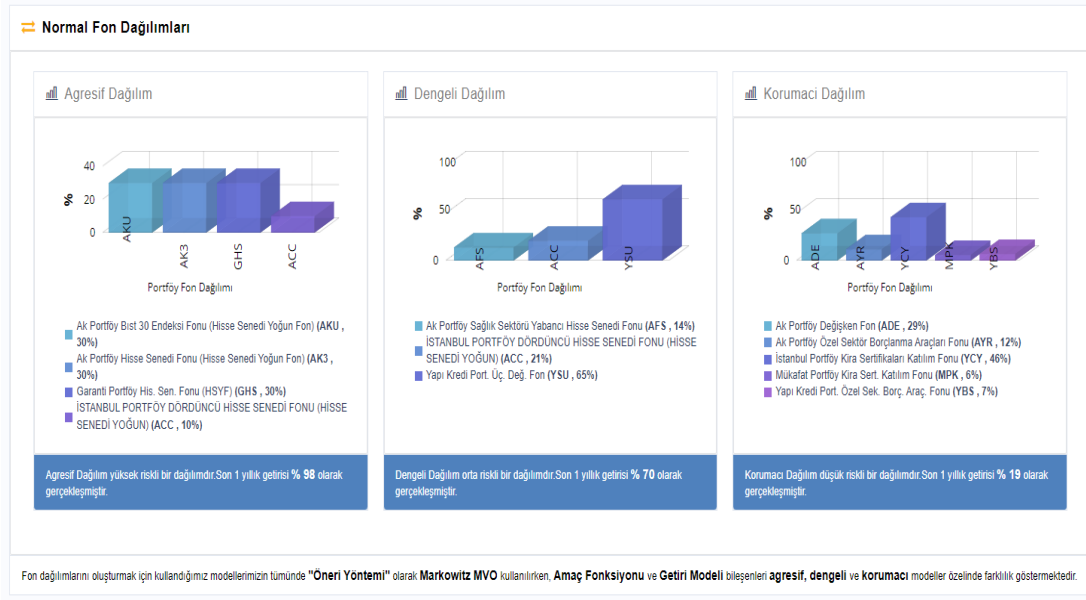 Normal Fon Dağılımları
Agresif Dağılım
40
20
0
%
AKU
AK3
GHS
ACC
Portföy Fon Dağılımı
Ak Portföy Bıst 30 Endeksi Fonu (Hisse Senedi Yoğun Fon) (AKU ,
30%)
Ak Portföy Hisse Senedi Fonu (Hisse Senedi Yoğun Fon) (AK3 ,
30%)
Garanti Portföy His. Sen. Fonu (HSYF) (GHS , 30%)
İSTANBUL PORTFÖY DÖRDÜNCÜ HİSSE SENEDİ FONU (HİSSE
SENEDİ YOĞUN) (ACC , 10%)
Agresif Dağılım yüksek riskli bir dağılımdır.Son 1 yıllık getirisi % 98 olarak
gerçekleşmiştir.
Dengeli Dağılım
100
50
0
%
AFS
ACC
YSU
Portföy Fon Dağılımı
Ak Portföy Sağlık Sektörü Yabancı Hisse Senedi Fonu (AFS , 14%)
İSTANBUL PORTFÖY DÖRDÜNCÜ HİSSE SENEDİ FONU (HİSSE
SENEDİ YOĞUN) (ACC , 21%)
Yapı Kredi Port. Üç. Değ. Fon (YSU , 65%)
Dengeli Dağılım orta riskli bir dağılımdır.Son 1 yıllık getirisi % 70 olarak
gerçekleşmiştir.
Korumaci Dağılım
100
50
0
%
ADE
AYR
YCY
MPK
YBS
Portföy Fon Dağılımı
Ak Portföy Değişken Fon (ADE , 29%)
Ak Portföy Özel Sektör Borçlanma Araçları Fonu (AYR , 12%)
İstanbul Portföy Kira Sertifikaları Katılım Fonu (YCY , 46%)
Mükafat Portföy Kira Sert. Katılım Fonu (MPK , 6%)
Yapı Kredi Port. Özel Sek. Borç. Araç. Fonu (YBS , 7%)
Korumacı Dağılım düşük riskli bir dağılımdır.Son 1 yıllık getirisi % 19 olarak
gerçekleşmiştir.
Fon dağılımlarını oluşturmak için kullandığımız modellerimizin tümünde "Öneri Yöntemi" olarak Markowitz MVO kullanılırken, Amaç Fonksiyonu ve Getiri Modeli bileşenleri agresif, dengeli ve korumacı modeller özelinde farklılık göstermektedir.